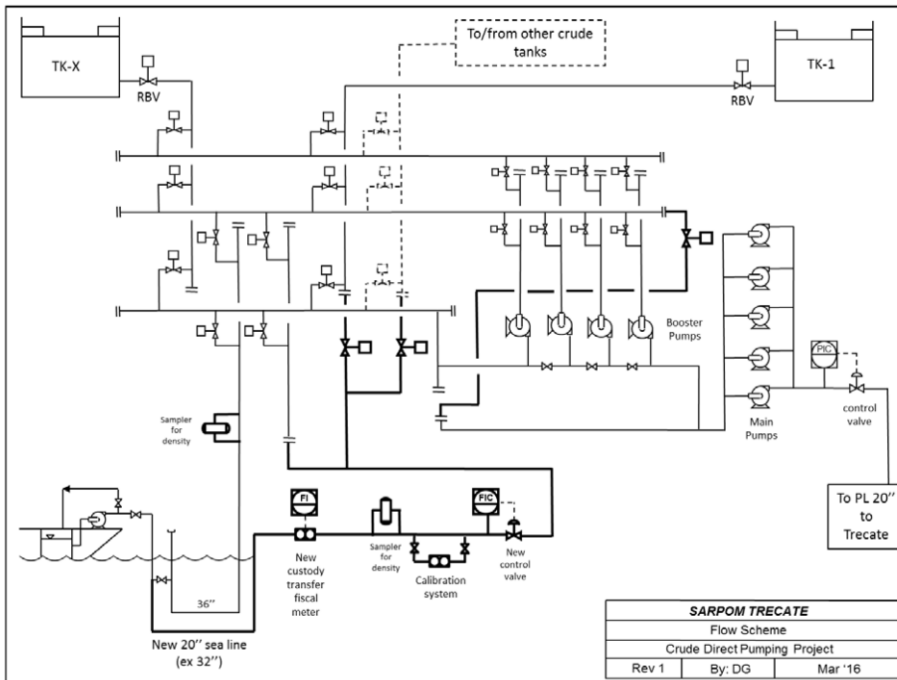 To/from other crude
tanks
TK-X
RBV
TK-1
RBV
Booster
Pumps
PIC
control
valve
Main
Pumps
Sampler
for
density
To PL 20''
to
Trecate
FI
FIC
New
custody
transfer
fiscal
meter
Sampler
for
density
Calibration
system
New
control
valve
36''
New 20'' sea line
(ex 32'')
SARPOM TRECATE
Flow Scheme
Crude Direct Pumping Project
Rev 1 By: DG Mar '16